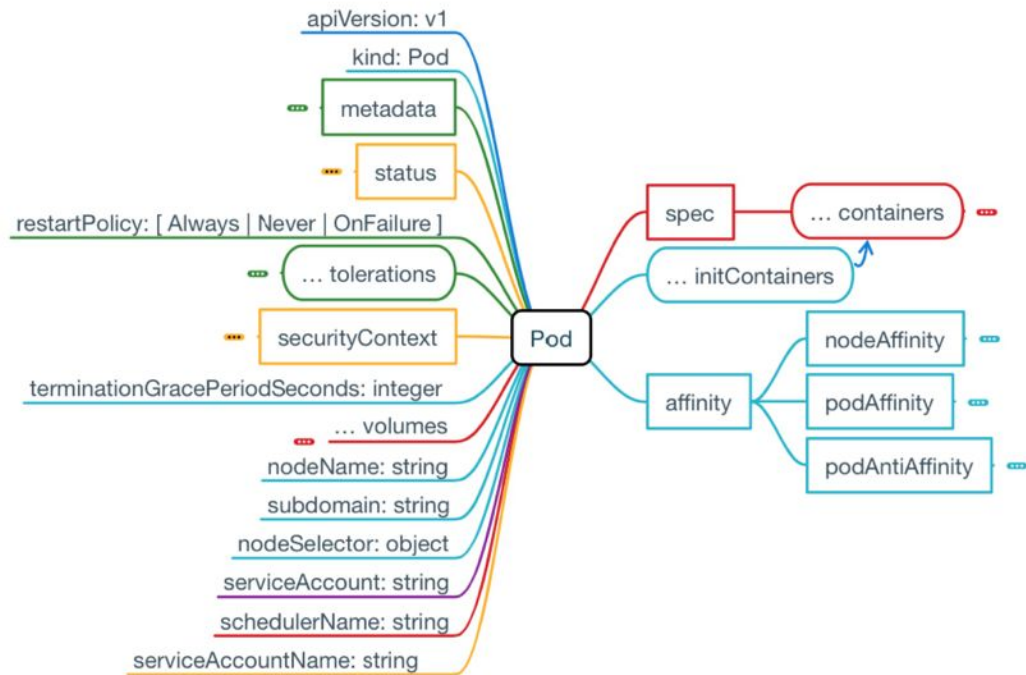 apiVersion: v1
kind: Pod
metadata
status
restartPolicy: [ Always | Never | OnFailure ]
... tolerations
securityContext
terminationGracePeriodSeconds: integer
... volumes
nodeName: string
subdomain: string
nodeSelector: object
serviceAccount: string
schedulerName: string
serviceAccountName: string
Pod
spec
... containers
... initContainers
affinity
nodeAffinity
podAffinity
podAntiAffinity